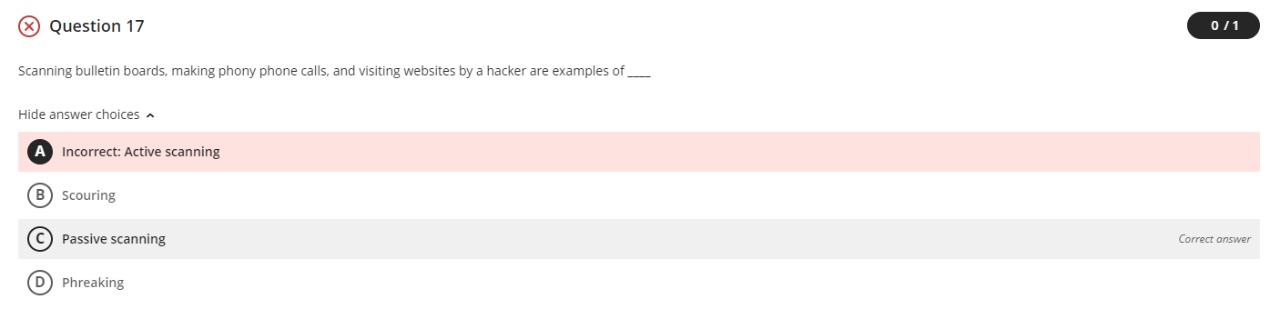 Question 17
0 / 1
Scanning bulletin boards, making phony phone calls, and visiting websites by a hacker are examples of ____
Hide answer choices
A Incorrect: Active scanning
B Scouring
C Passive scanning Correct answer
D Phreaking